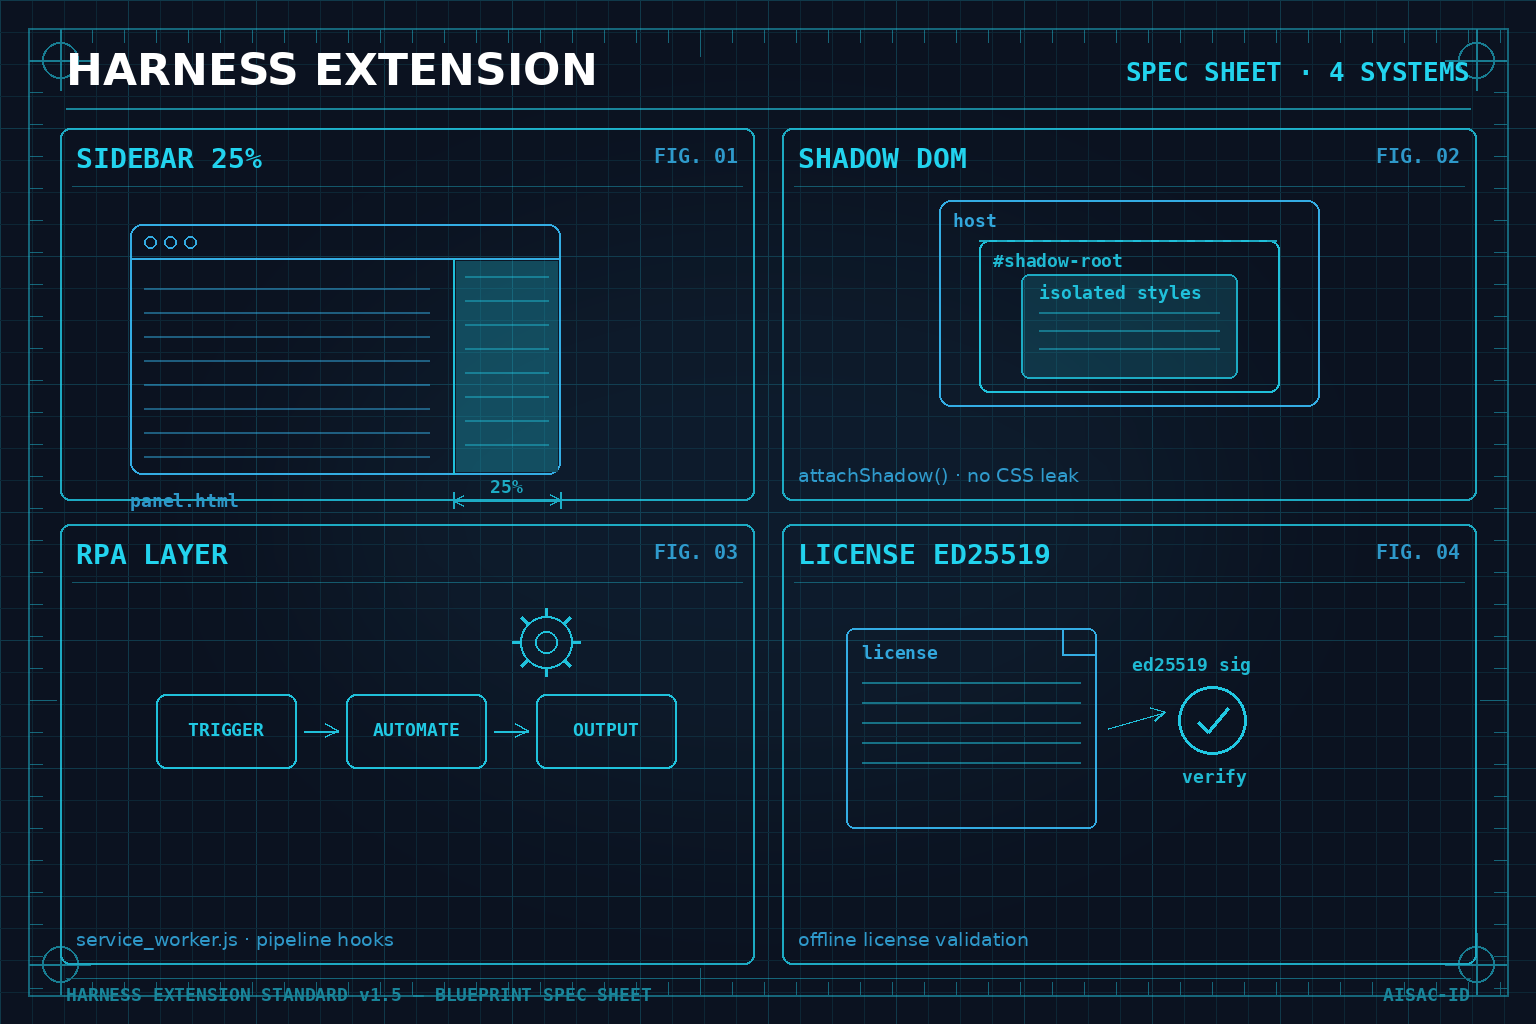 HARNESS EXTENSION
SPEC SHEET · 4 SYSTEMS
SIDEBAR 25%
FIG. 01
panel.html
25%
SHADOW DOM
FIG. 02
host
#shadow-root
isolated styles
attachShadow() · no CSS leak
RPA LAYER
FIG. 03
TRIGGER
AUTOMATE
OUTPUT
service_worker.js · pipeline hooks
LICENSE ED25519
FIG. 04
license
ed25519 sig
verify
offline license validation
HARNESS EXTENSION STANDARD v1.5 — BLUEPRINT SPEC SHEET
AISAC-ID